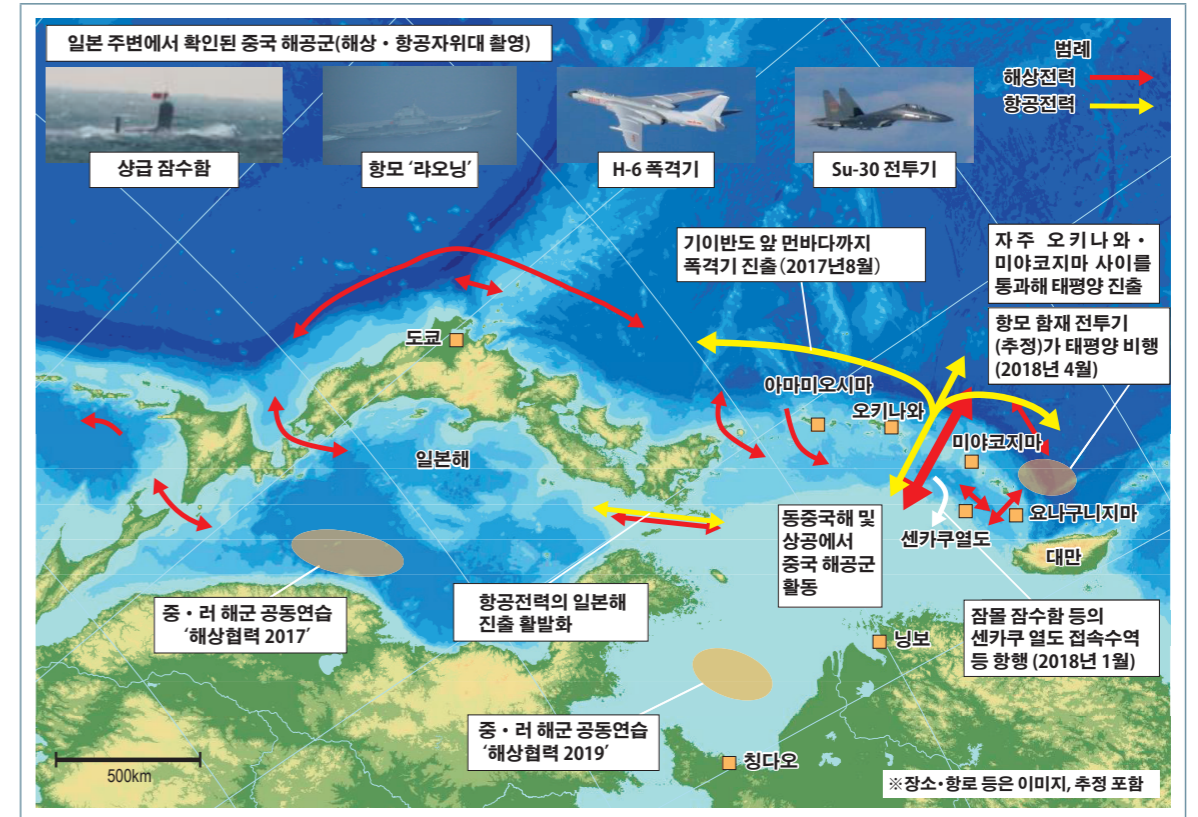 일본 주변에서 확인된 중국 해공군(해상・항공자위대 촬영)
샹급 잠수함
항모 ‘랴오닝’
H-6 폭격기
Su-30 전투기
범례
해상전력
항공전력
기이반도 앞 먼바다까지
폭격기 진출 (2017년8월)
자주 오키나와・
미야코지마 사이를
통과해 태평양 진출
항모 함재 전투기
(추정)가 태평양 비행
(2018년 4월)
도쿄
아마미오시마
오키나와
미야코지마
일본해
요나구니지마
센카쿠열도
대만
동중국해 및
상공에서
중국 해공군
활동
중・러 해군 공동연습
‘해상협력 2017’
항공전력의 일본해
진출 활발화
잠몰 잠수함 등의
센카쿠 열도 접속수역
등 항행 (2018년 1월)
닝보
중・러 해군 공동연습
‘해상협력 2019’
칭다오
500km
※장소・항로 등은 이미지, 추정 포함